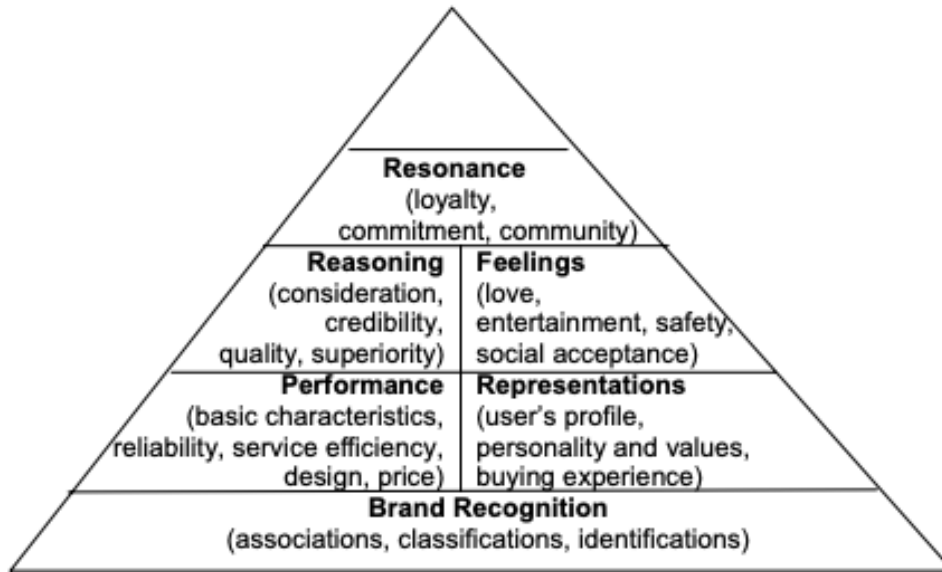 Resonance
(loyalty,
commitment, community)
Reasoning
(consideration,
credibility,
quality, superiority)
Feelings
(love,
entertainment, safety,
social acceptance)
Performance
(basic characteristics,
reliability, service efficiency,
design, price)
Representations
(user's profile,
personality and values,
buying experience)
Brand Recognition
(associations, classifications, identifications)